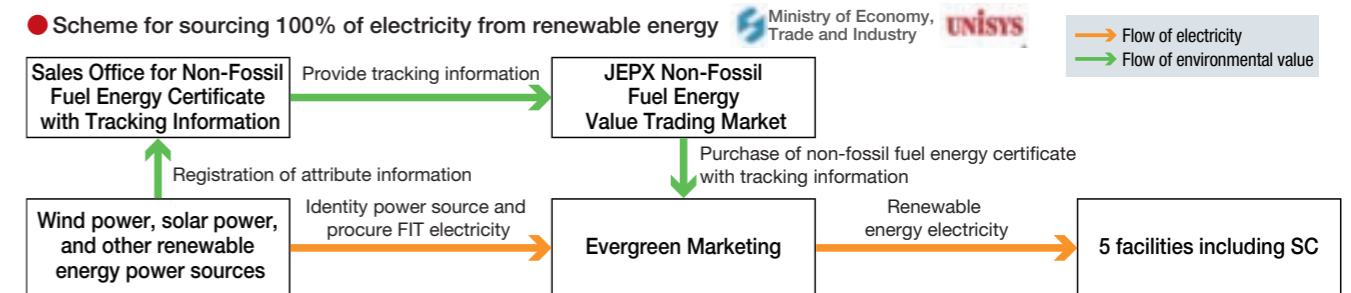 Scheme for sourcing 100% of electricity from renewable energy
Ministry of Economy,
Trade and Industry
UNiSYS
Flow of electricity
Flow of environmental value
Sales Office for Non-Fossil
Fuel Energy Certificate
with Tracking Information
Provide tracking information
JEPX Non-Fossil
Fuel Energy
Value Trading Market
Registration of attribute information
Purchase of non-fossil fuel energy certificate
with tracking information
Wind power, solar power,
and other renewable
energy power sources
Identity power source and
procure FIT electricity
Evergreen Marketing
Renewable
energy electricity
5 facilities including SC